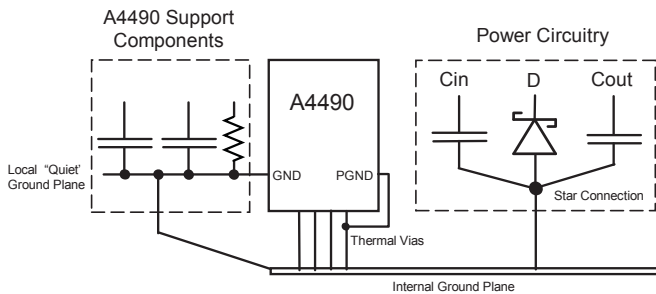 A4490 Support
Components
Power Circuitry
Cin
D
Cout
A4490
Local “Quiet’
Ground Plane
GND
PGND
Star Connection
Thermal Vias
Internal Ground Plane